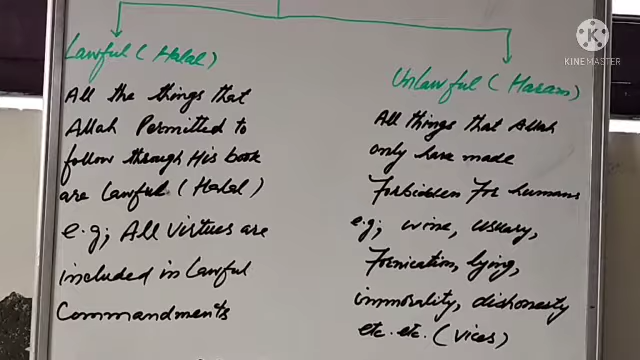 Lawful (Halal)
All the things that
Allah Permitted to
follow through His book
are Lawful (Halal)
e.g; All Virtues are
included in Lawful
Commandments
Unlawful (Haram)
All things that Allah
only have made
Forbidden For humans
e.g; wine, usury,
Fornication, lying,
immorality, dishonesty
etc. etc. (vices)
KINEMASTER